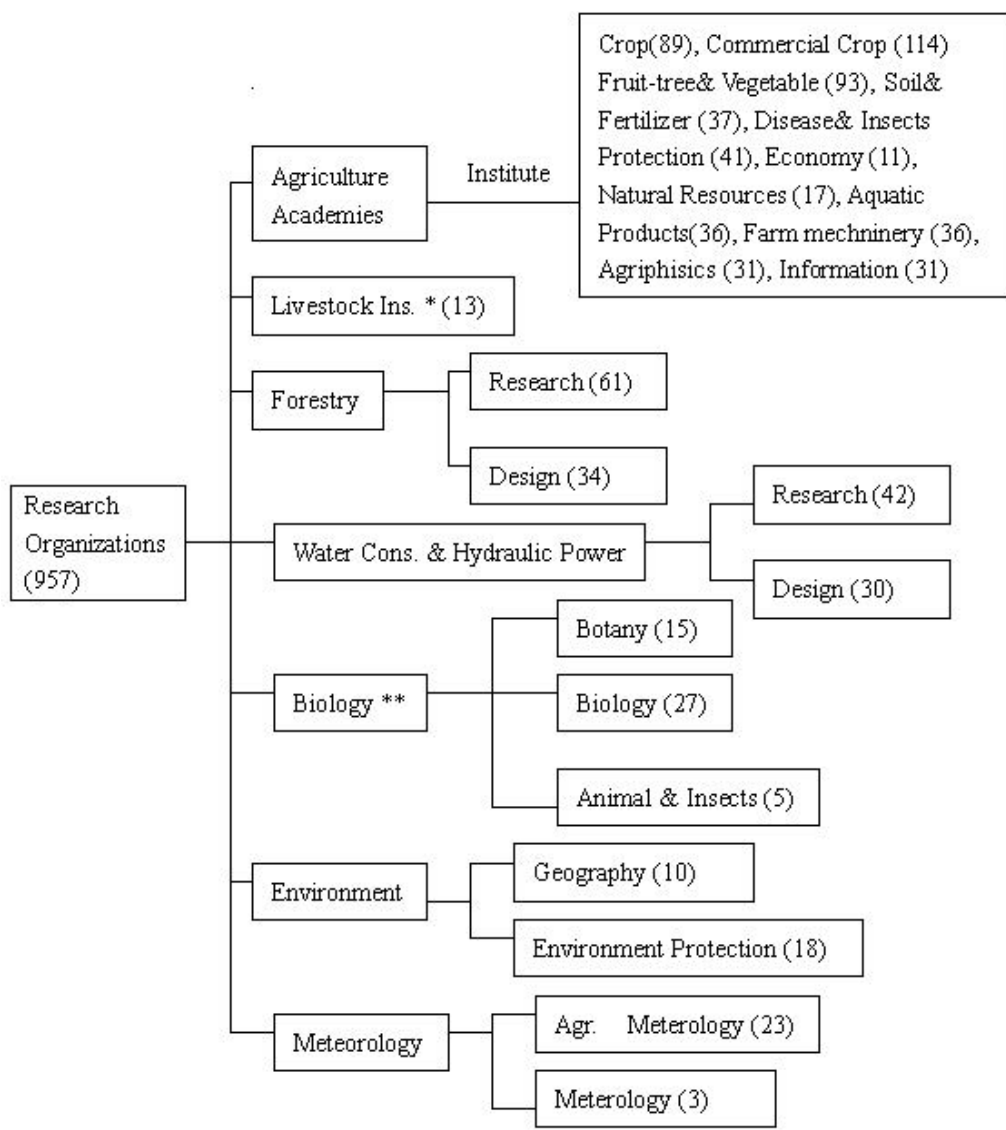 Crop(89), Commercial Crop (114)
Fruit-tree& Vegetable (93), Soil&
Fertilizer (37), Disease& Insects
Protection (41), Economy (11),
Natural Resources (17), Aquatic
Products(36), Farm mechninery (36),
Agriphisics (31), Information (31)
Agriculture
Academies
Institute
Livestock Ins. * (13)
Forestry
Research (61)
Design (34)
Research
Organizations
(957)
Water Cons. & Hydraulic Power
Research (42)
Design (30)
Biology **
Botany (15)
Biology (27)
Animal & Insects (5)
Environment
Geography (10)
Environment Protection (18)
Meteorology
Agr. Meterology (23)
Meterology (3)